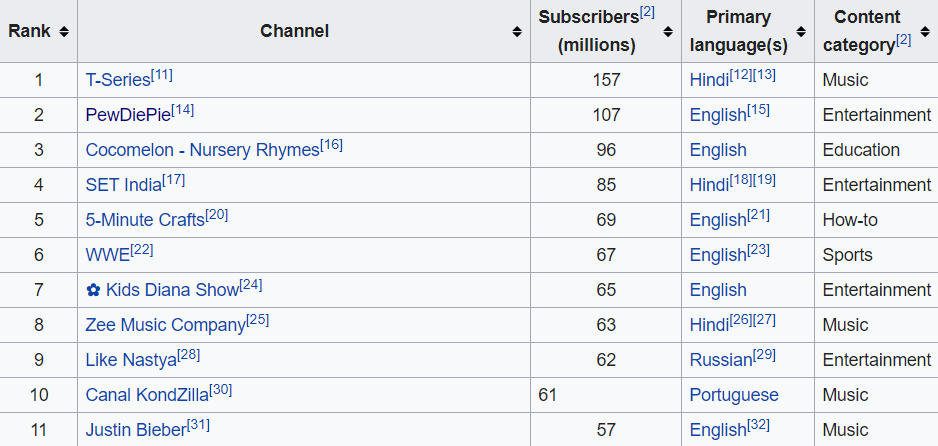 Rank Channel Subscribers[2] (millions) Primary language(s) Content category[2]
1 T-Series[11] 157 Hindi[12][13] Music
2 PewDiePie[14] 107 English[15] Entertainment
3 Cocomelon - Nursery Rhymes[16] 96 English Education
4 SET India[17] 85 Hindi[18][19] Entertainment
5 5-Minute Crafts[20] 69 English[21] How-to
6 WWE[22] 67 English[23] Sports
7 ✿ Kids Diana Show[24] 65 English Entertainment
8 Zee Music Company[25] 63 Hindi[26][27] Music
9 Like Nastya[28] 62 Russian[29] Entertainment
10 Canal KondZilla[30] 61 Portuguese Music
11 Justin Bieber[31] 57 English[32] Music